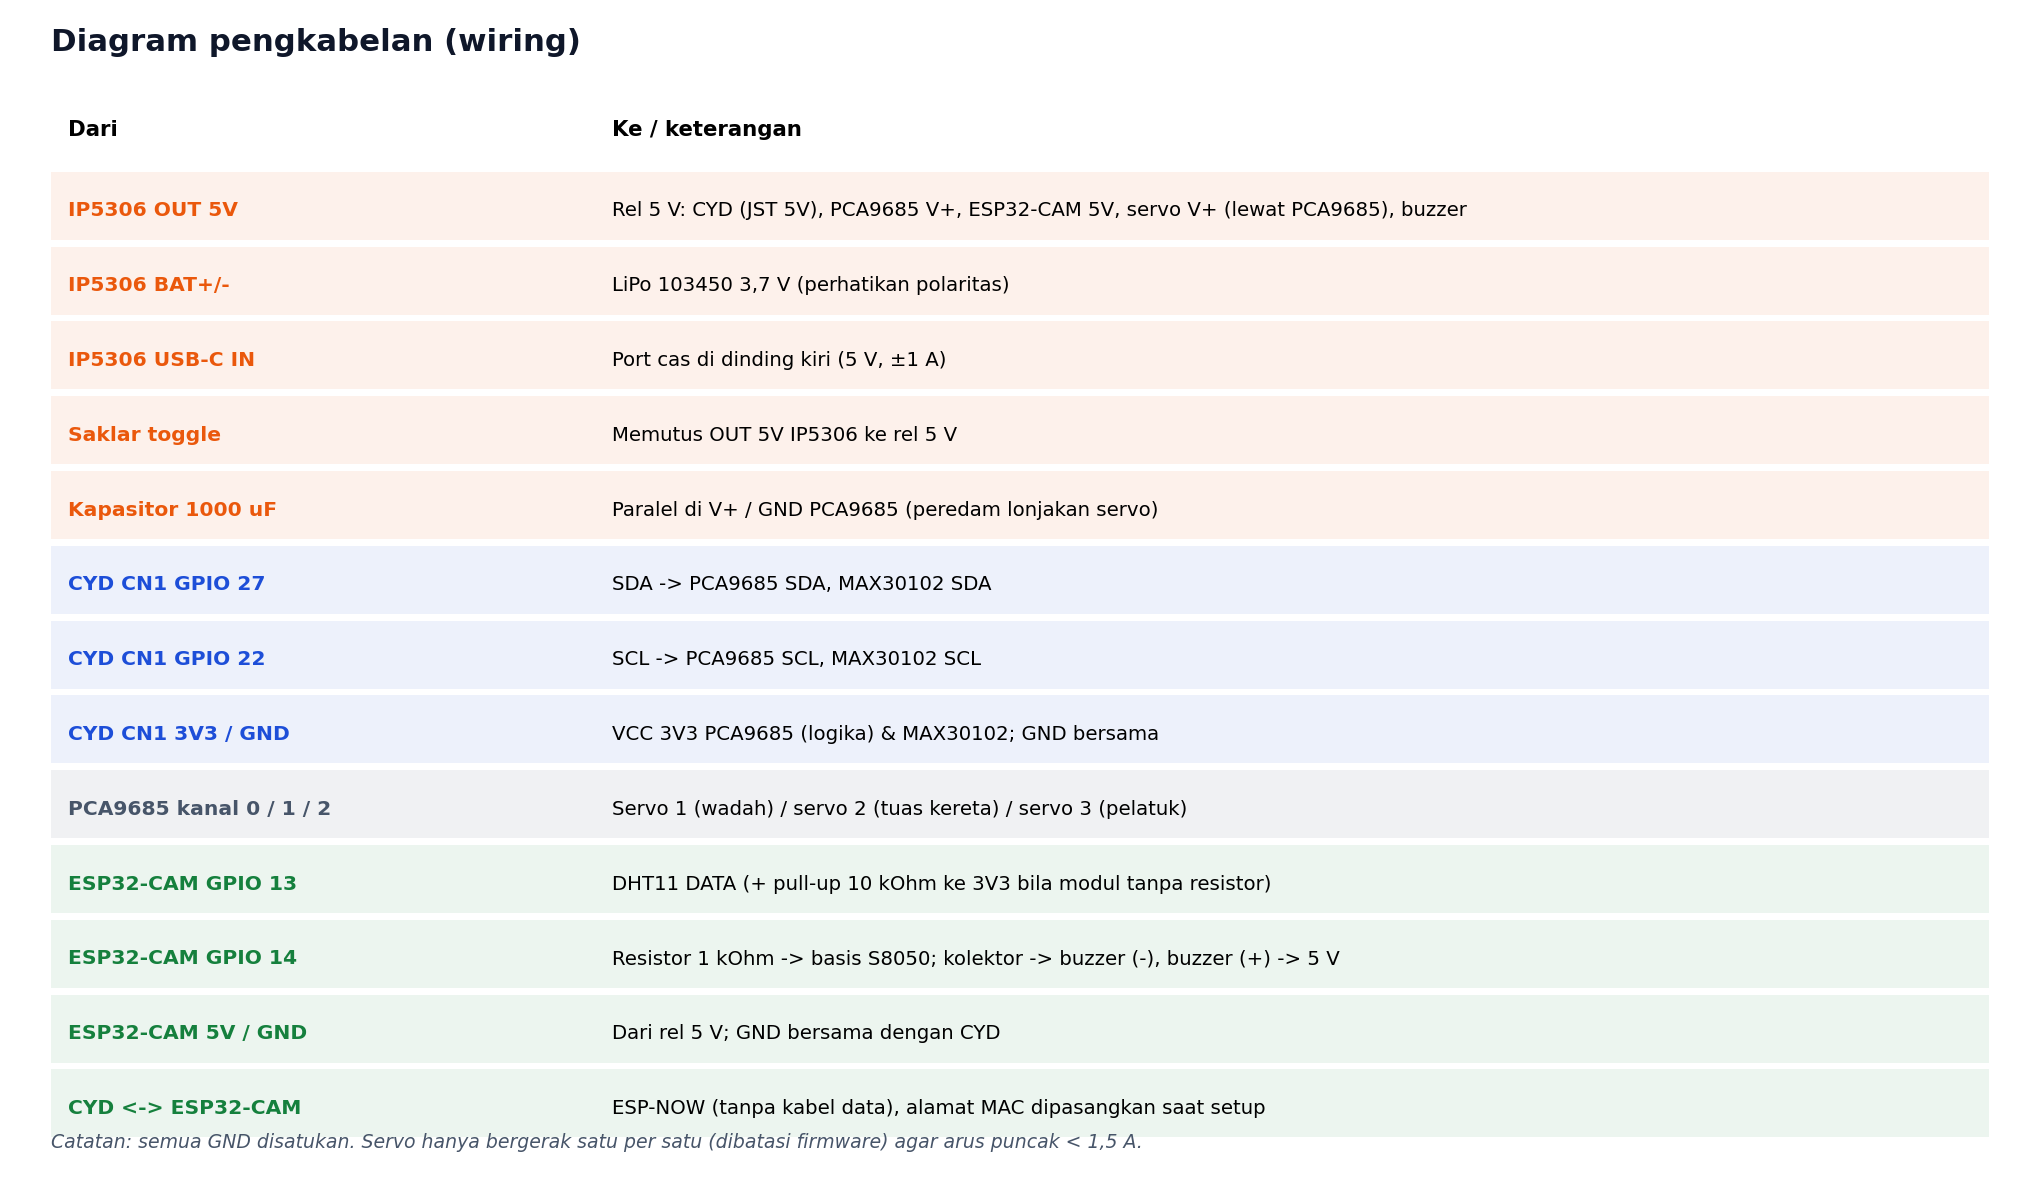 Diagram pengkabelan (wiring)
Dari Ke / keterangan
IP5306 OUT 5V Rel 5 V: CYD (JST 5V), PCA9685 V+, ESP32-CAM 5V, servo V+ (lewat PCA9685), buzzer
IP5306 BAT+/- LiPo 103450 3,7 V (perhatikan polaritas)
IP5306 USB-C IN Port cas di dinding kiri (5 V, ±1 A)
Saklar toggle Memutus OUT 5V IP5306 ke rel 5 V
Kapasitor 1000 uF Paralel di V+ / GND PCA9685 (peredam lonjakan servo)
CYD CN1 GPIO 27 SDA -> PCA9685 SDA, MAX30102 SDA
CYD CN1 GPIO 22 SCL -> PCA9685 SCL, MAX30102 SCL
CYD CN1 3V3 / GND VCC 3V3 PCA9685 (logika) & MAX30102; GND bersama
PCA9685 kanal 0 / 1 / 2 Servo 1 (wadah) / servo 2 (tuas kereta) / servo 3 (pelatuk)
ESP32-CAM GPIO 13 DHT11 DATA (+ pull-up 10 kOhm ke 3V3 bila modul tanpa resistor)
ESP32-CAM GPIO 14 Resistor 1 kOhm -> basis S8050; kolektor -> buzzer (-), buzzer (+) -> 5 V
ESP32-CAM 5V / GND Dari rel 5 V; GND bersama dengan CYD
CYD <-> ESP32-CAM ESP-NOW (tanpa kabel data), alamat MAC dipasangkan saat setup
Catatan: semua GND disatukan. Servo hanya bergerak satu per satu (dibatasi firmware) agar arus puncak < 1,5 A.